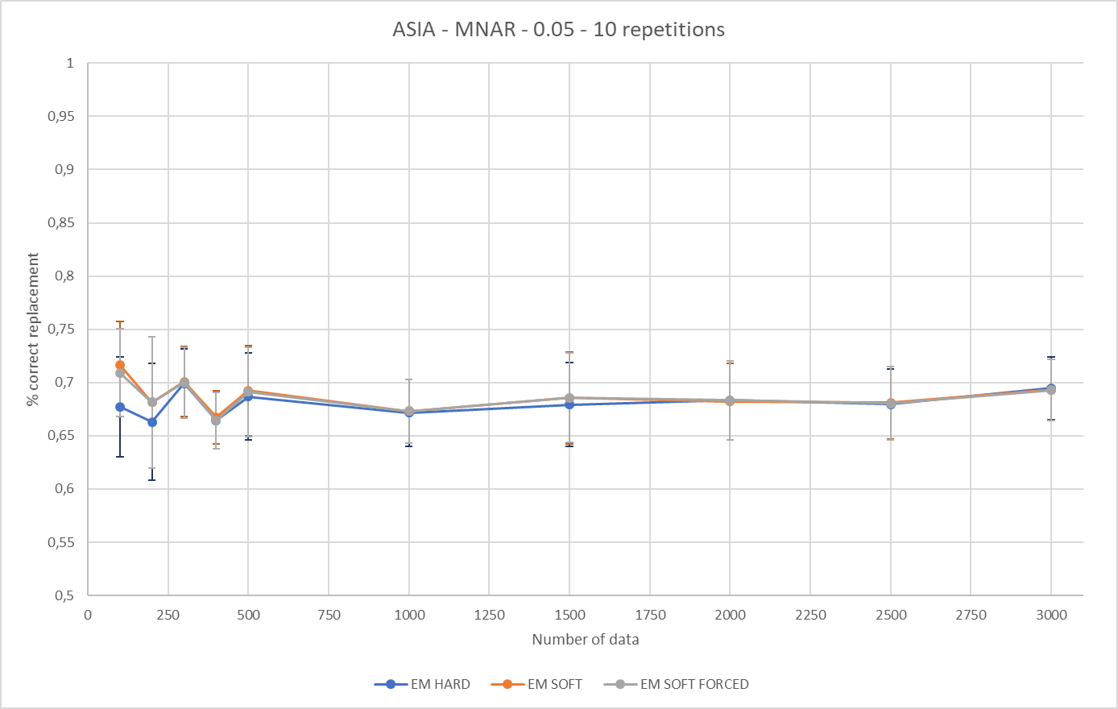 ASIA - MNAR - 0.05 - 10 repetitions
% correct replacement
1
0,95
0,9
0,85
0,8
0,75
0,7
0,65
0,6
0,55
0,5
0 250 500 750 1000 1250 1500 1750 2000 2250 2500 2750 3000
Number of data
EM HARD EM SOFT EM SOFT FORCED